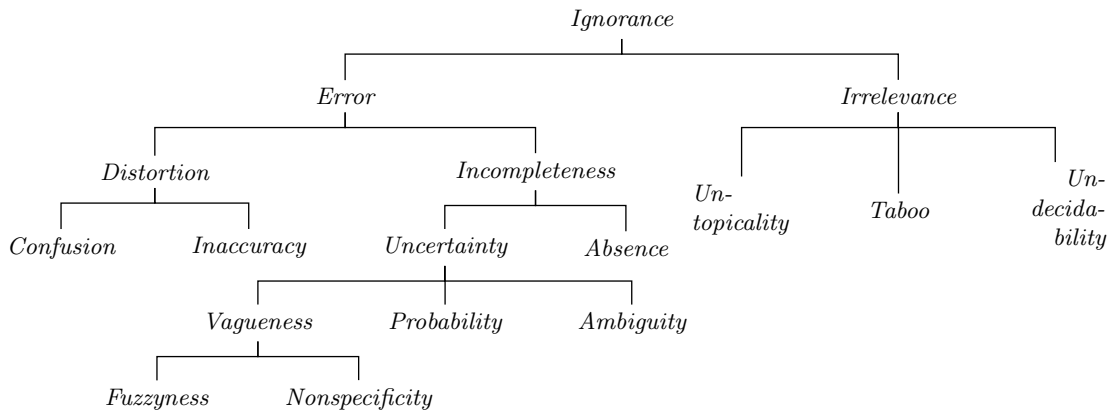 Ignorance
Error
Irrelevance
Distortion
Incompleteness
Un-
topicality
Taboo
Un-
decida-
bility
Confusion
Inaccuracy
Uncertainty
Absence
Vagueness
Probability
Ambiguity
Fuzzyness
Nonspecificity